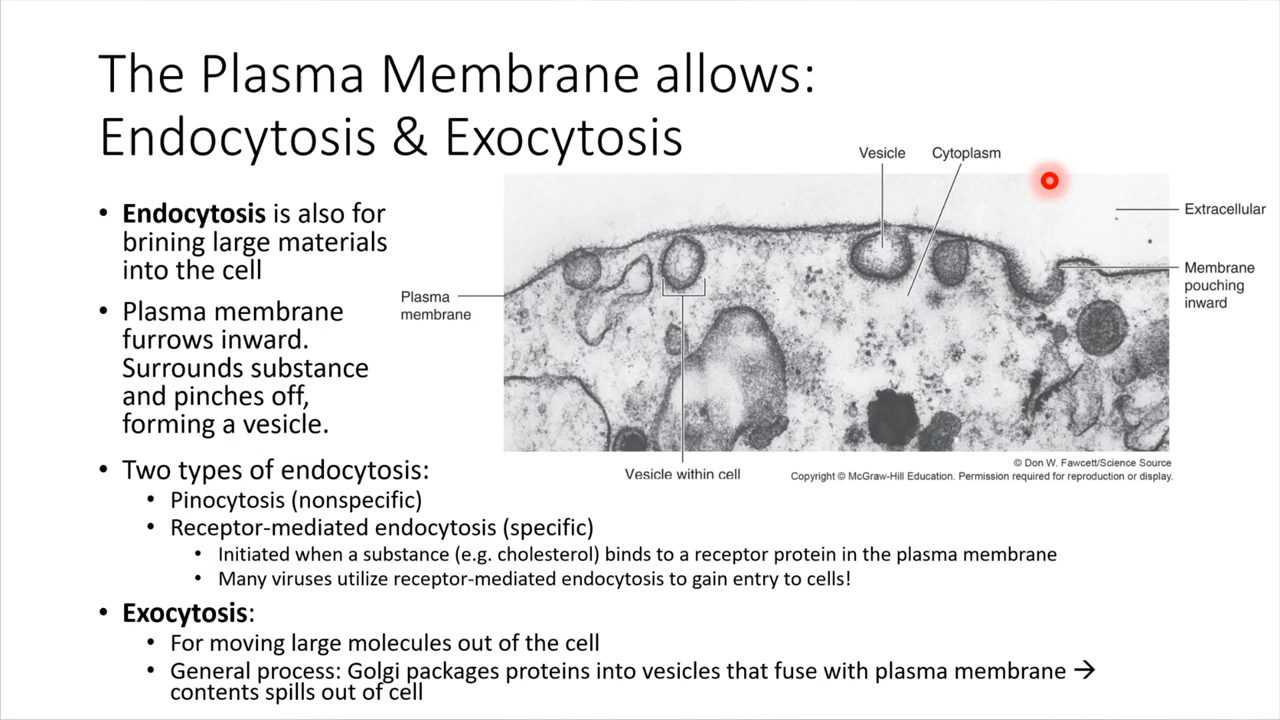 The Plasma Membrane allows:
Endocytosis & Exocytosis
• Endocytosis is also for
brining large materials
into the cell
• Plasma membrane
furrows inward.
Surrounds substance
and pinches off,
forming a vesicle.
Vesicle
Cytoplasm
Extracellular
Membrane
pouching
inward
Plasma
membrane
Vesicle within cell
© Don W. Fawcett/Science Source
Copyright © McGraw-Hill Education. Permission required for reproduction or display.
• Two types of endocytosis:
• Pinocytosis (nonspecific)
• Receptor-mediated endocytosis (specific)
• Initiated when a substance (e.g. cholesterol) binds to a receptor protein in the plasma membrane
• Many viruses utilize receptor-mediated endocytosis to gain entry to cells!
• Exocytosis:
• For moving large molecules out of the cell
• General process: Golgi packages proteins into vesicles that fuse with plasma membrane →
contents spills out of cell